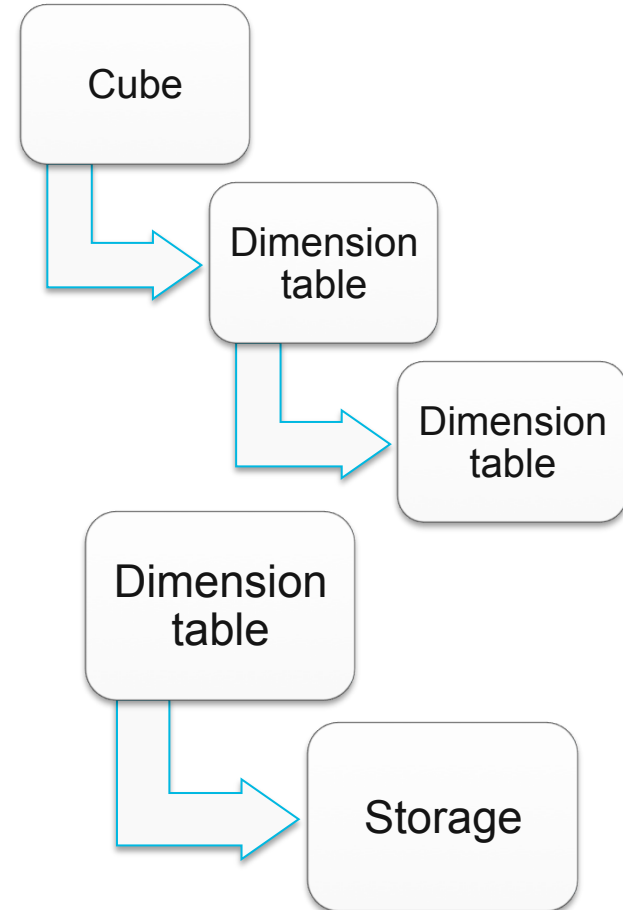 Cube
Dimension
table
Dimension
table
Dimension
table
Storage